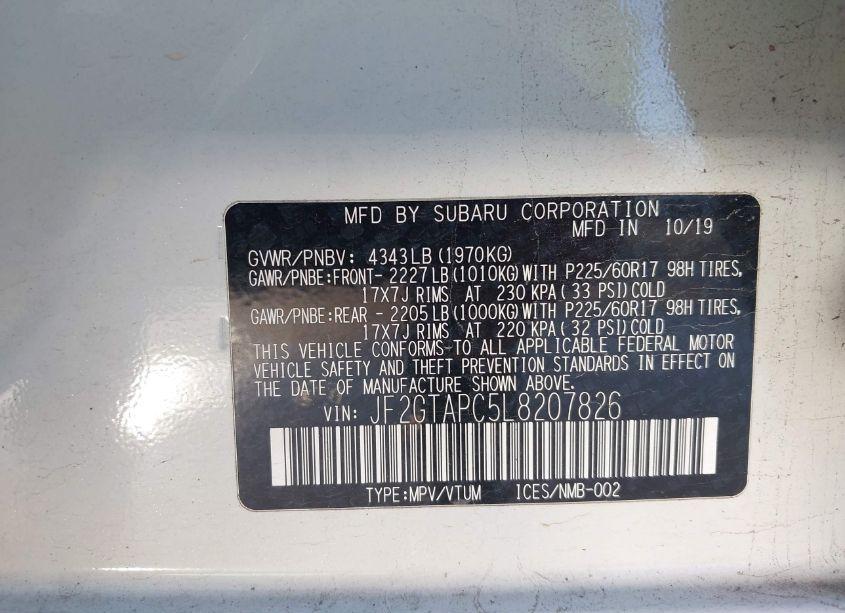 MFD BY SUBARU CORPORATION
MFD IN 10/19
GVWR/PNBV: 4343LB (1970KG)
GAWR/PNBE:FRONT- 2227LB (1010KG) WITH P225/60R17 98H TIRES,
17X7J RIMS AT 230 KPA( 33 PSI) COLD
GAWR/PNBE:REAR - 2205LB (1000KG) WITH P225/60R17 98H TIRES,
17X7J RIMS AT 220 KPA( 32 PSI) COLD
THIS VEHICLE CONFORMS TO ALL APPLICABLE FEDERAL MOTOR
VEHICLE SAFETY AND THEFT PREVENTION STANDARDS IN EFFECT ON
THE DATE OF MANUFACTURE SHOWN ABOVE.
VIN: JF2GTAPC5L8207826
TYPE:MPV/VTUM ICES/NMB-002